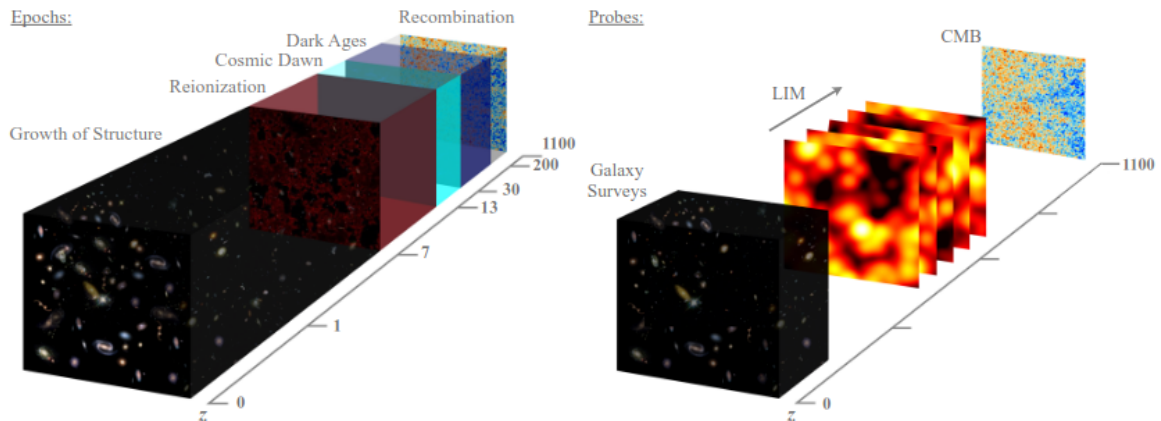 Epochs:
Recombination
Dark Ages
Cosmic Dawn
Reionization
Growth of Structure
1100
200
30
13
7
1
0
z
Probes:
CMB
LIM
Galaxy
Surveys
1100
0
z